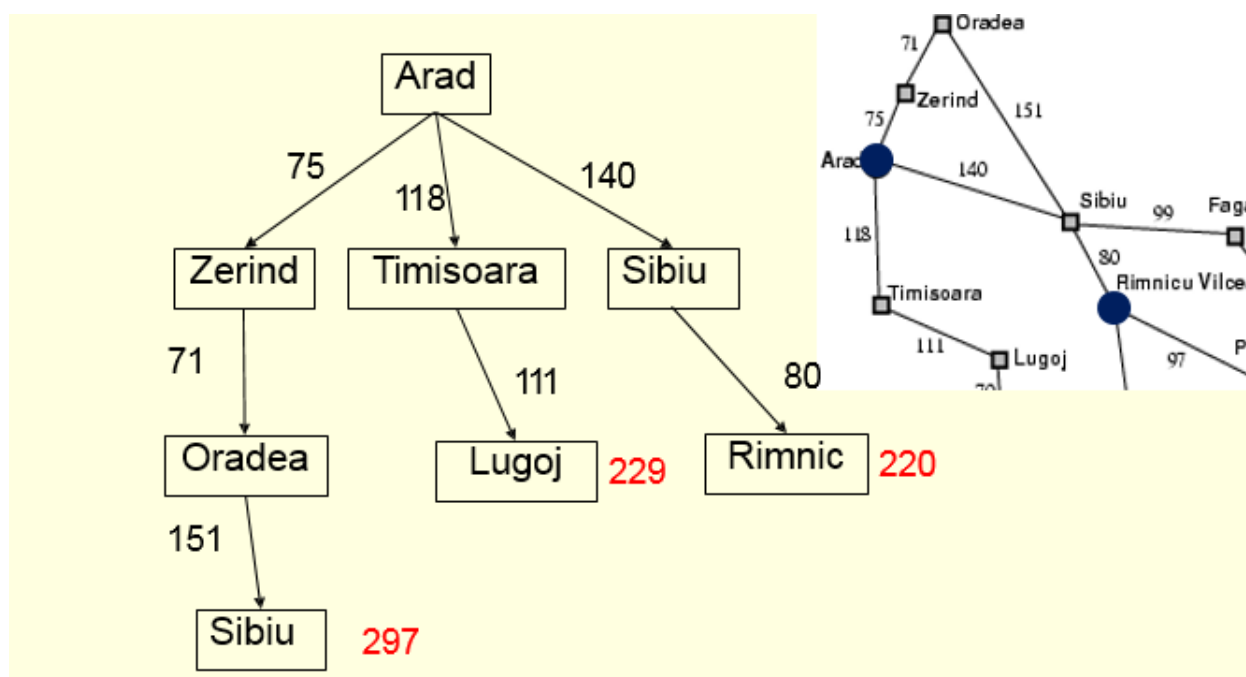 Arad
75
118
140
Zerind
Timisoara
Sibiu
71
111
80
Oradea
Lugoj
229
Rimnic
220
151
Sibiu
297
Oradea
71
Zerind
75
151
Arad
140
Sibiu
99
Faga
118
80
Timisoara
Rimnicu Vilce
111
Lugoj
97
P